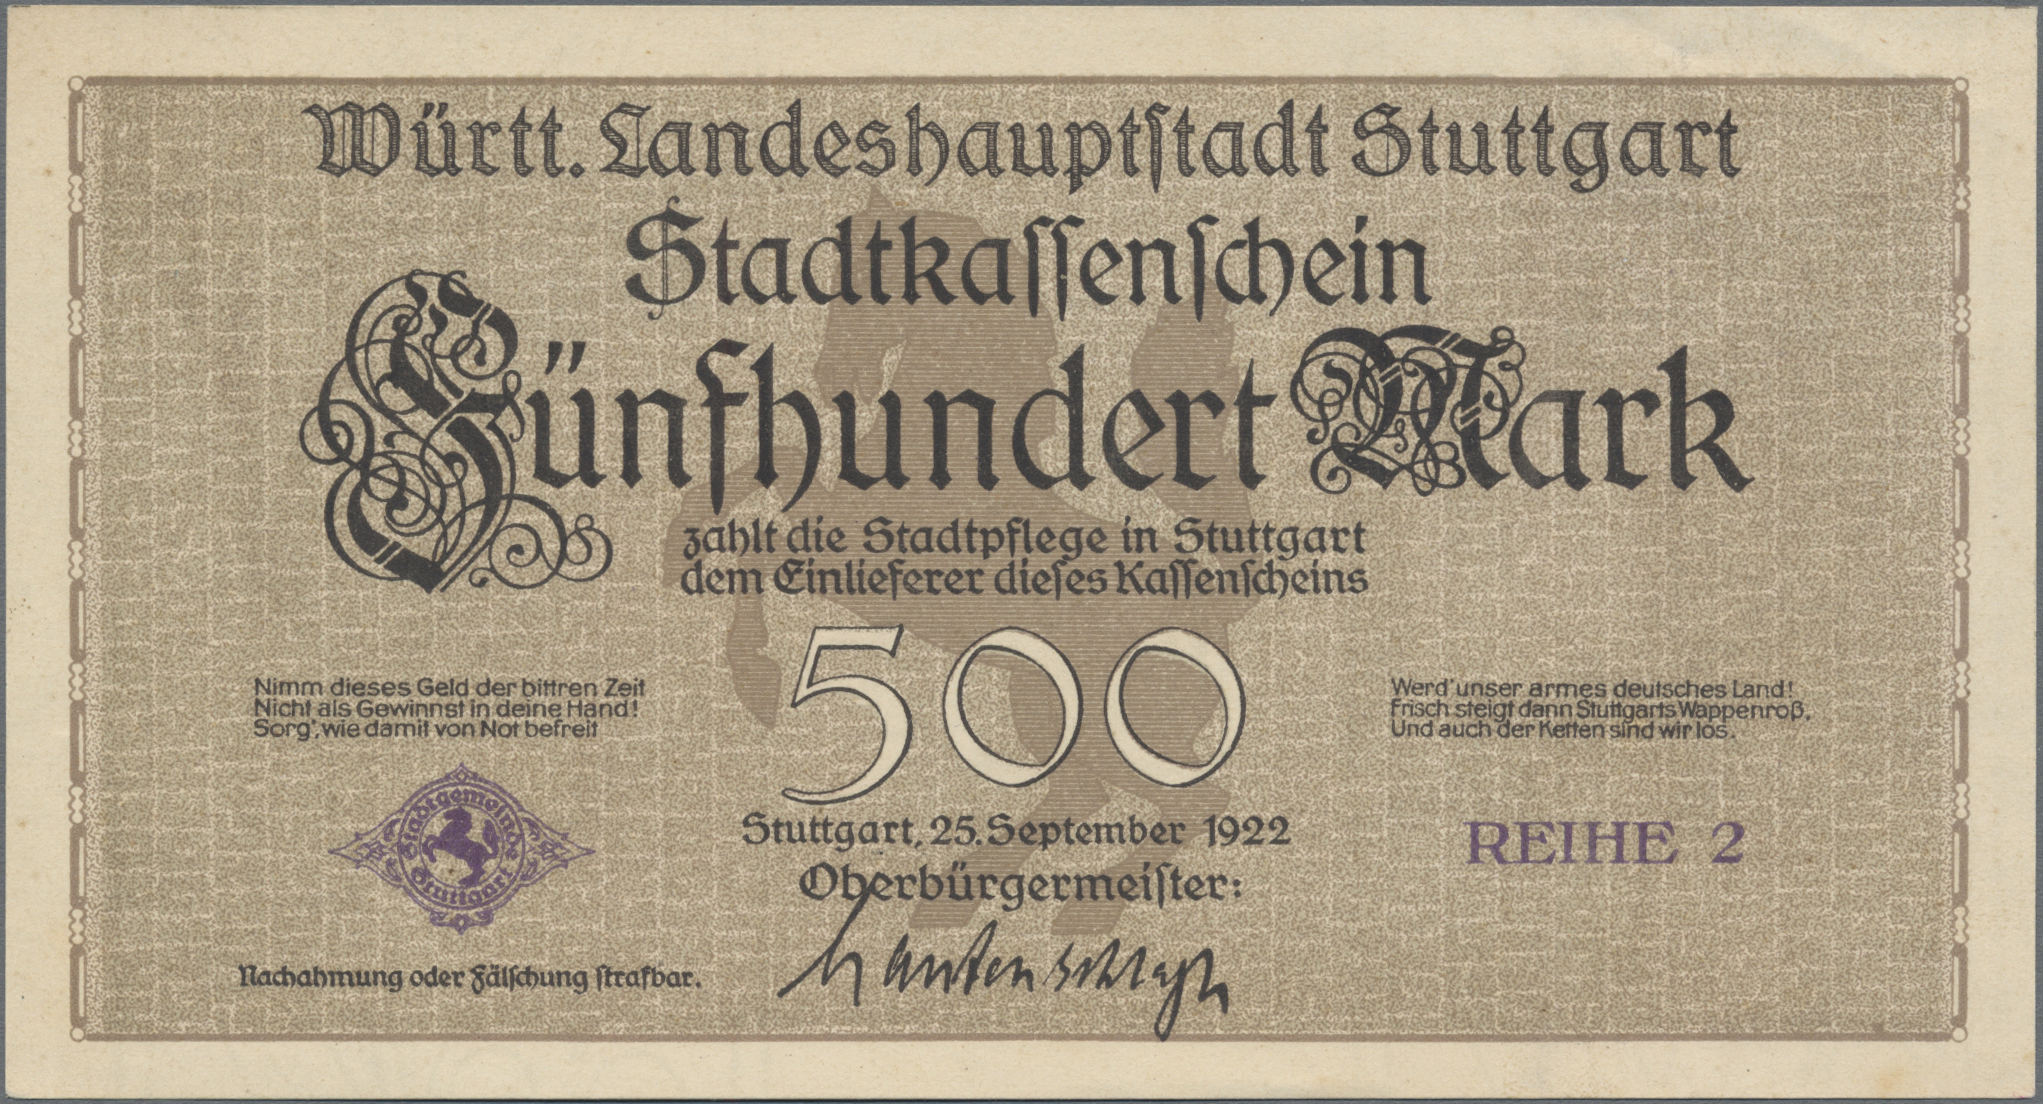 Württ. Landeshauptstadt Stuttgart
Stadtkassenschein
Fünfhundert Mark
zahlt die Stadtpflege in Stuttgart
dem Einlieferer dieses Kassenscheins
500
Nimm dieses Geld der bittren Zeit
Nicht als Gewinnst in deine Hand!
Sorg', wie damit von Not befreit
Werd' unser armes deutsches Land!
Frisch steigt dann Stuttgarts Wappenroß,
Und auch der Ketten sind wir los.
Stuttgart, 25. September 1922
Oberbürgermeister:
Lautenschlager
Stadtgemeinde
Stuttgart
REIHE 2
Nachahmung oder Fälschung strafbar.